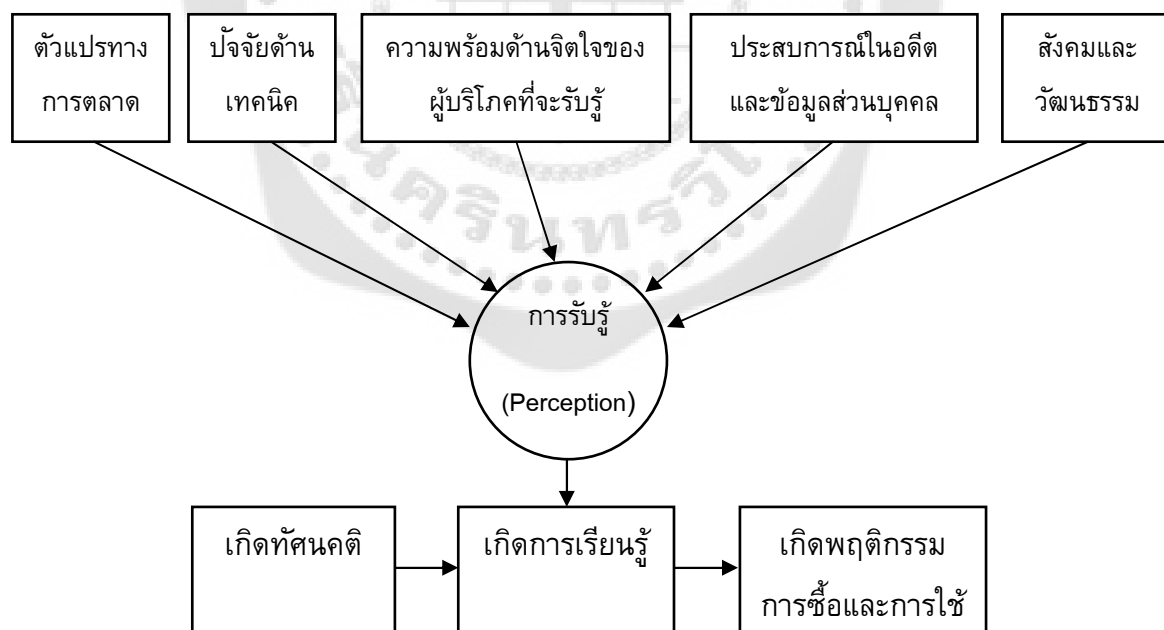 ตัวแปรทาง
การตลาด
ปัจจัยด้าน
เทคนิค
ความพร้อมด้านจิตใจของ
ผู้บริโภคที่จะรับรู้
ประสบการณ์ในอดีต
และข้อมูลส่วนบุคคล
สังคมและ
วัฒนธรรม
การรับรู้
(Perception)
เกิดทัศนคติ
เกิดการเรียนรู้
เกิดพฤติกรรม
การซื้อและการใช้